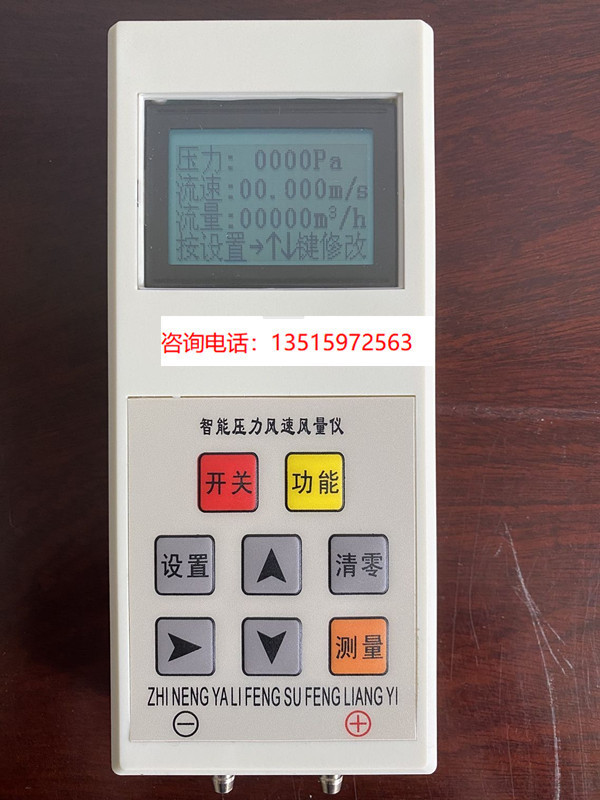 压力: 0000Pa
流速:00.000m/s
流量:00000m³/h
按设置→↑↓键修改
咨询电话：13515972563
智能压力风速风量仪
开关 功能
设置 清零
测量
ZHI NENG YA LI FENG SU FENG LIANG YI